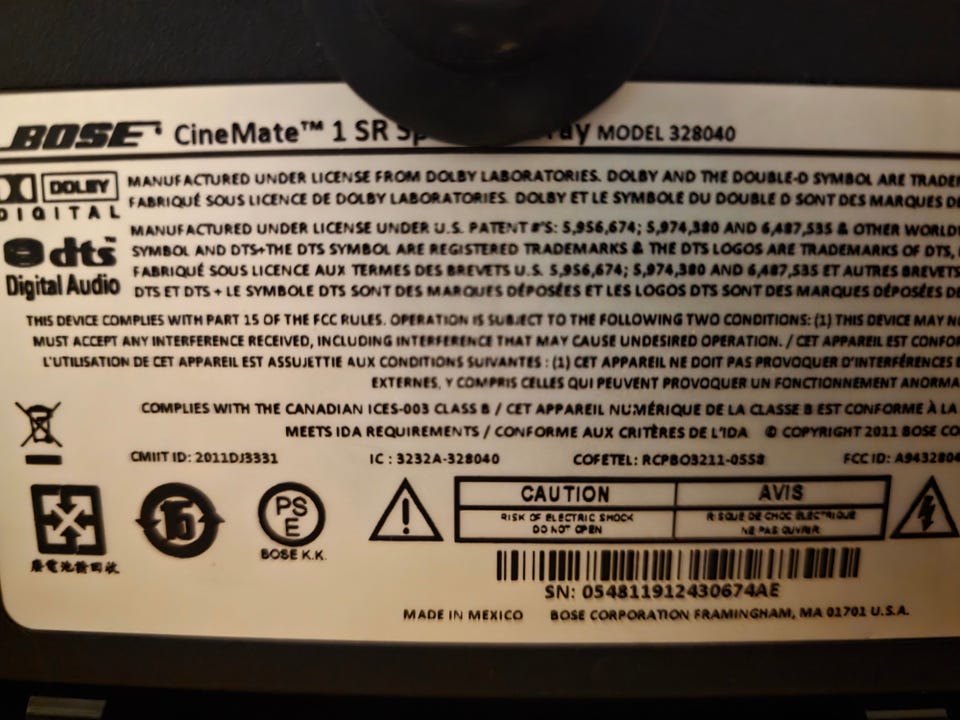 BOSE CineMate™ 1 SR MODEL 328040
DOLBY
DIGITAL
MANUFACTURED UNDER LICENSE FROM DOLBY LABORATORIES. DOLBY AND THE DOUBLE-D SYMBOL ARE
FABRIQUÉ SOUS LICENCE DE DOLBY LABORATORIES. DOLBY ET LE SYMBOLE DU DOUBLE D SONT DES MARQUES
dts™
Digital Audio
MANUFACTURED UNDER LICENSE UNDER U.S. PATENT #'S: 5,956,674; 5,974,380 AND 6,487,535 & OTHER
SYMBOL AND DTS+THE DTS SYMBOL ARE REGISTERED TRADEMARKS & THE DTS LOGOS ARE TRADEMARKS OF DTS,
FABRIQUÉ SOUS LICENCE AUX TERMES DES BREVETS U.S. 5,956,674; 5,974,380 AND 6,487,535 ET AUTRES BREVETS
DTS ET DTS + LE SYMBOLE DTS SONT DES MARQUES DÉPOSÉES ET LES LOGOS DTS SONT DES MARQUES DÉPOSÉES
THIS DEVICE COMPLIES WITH PART 15 OF THE FCC RULES. OPERATION IS SUBJECT TO THE FOLLOWING TWO CONDITIONS: (1) THIS DEVICE MAY
MUST ACCEPT ANY INTERFERENCE RECEIVED, INCLUDING INTERFERENCE THAT MAY CAUSE UNDESIRED OPERATION. / CET APPAREIL EST
L'UTILISATION DE CET APPAREIL EST ASSUJETTIE AUX CONDITIONS SUIVANTES : (1) CET APPAREIL NE DOIT PAS PROVOQUER D'INTERFÉRENCES
EXTERNES, Y COMPRIS CELLES QUI PEUVENT PROVOQUER UN FONCTIONNEMENT
COMPLIES WITH THE CANADIAN ICES-003 CLASS B / CET APPAREIL NUMÉRIQUE DE LA CLASSE B EST CONFORME À LA
MEETS IDA REQUIREMENTS / CONFORME AUX CRITÈRES DE L'IDA © COPYRIGHT 2011 BOSE
CMIIT ID: 2011DJ3331 IC : 3232A-328040 COFETEL: RCPBO3211-0558 FCC ID:
15
PS
E
BOSE K.K.
廢電池請回收
CAUTION AVIS
RISK OF ELECTRIC SHOCK RISQUE DE CHOC ÉLECTRIQUE
DO NOT OPEN NE PAS OUVRIR
SN: 054811912430674AE
MADE IN MEXICO BOSE CORPORATION FRAMINGHAM, MA 01701 U.S.A.